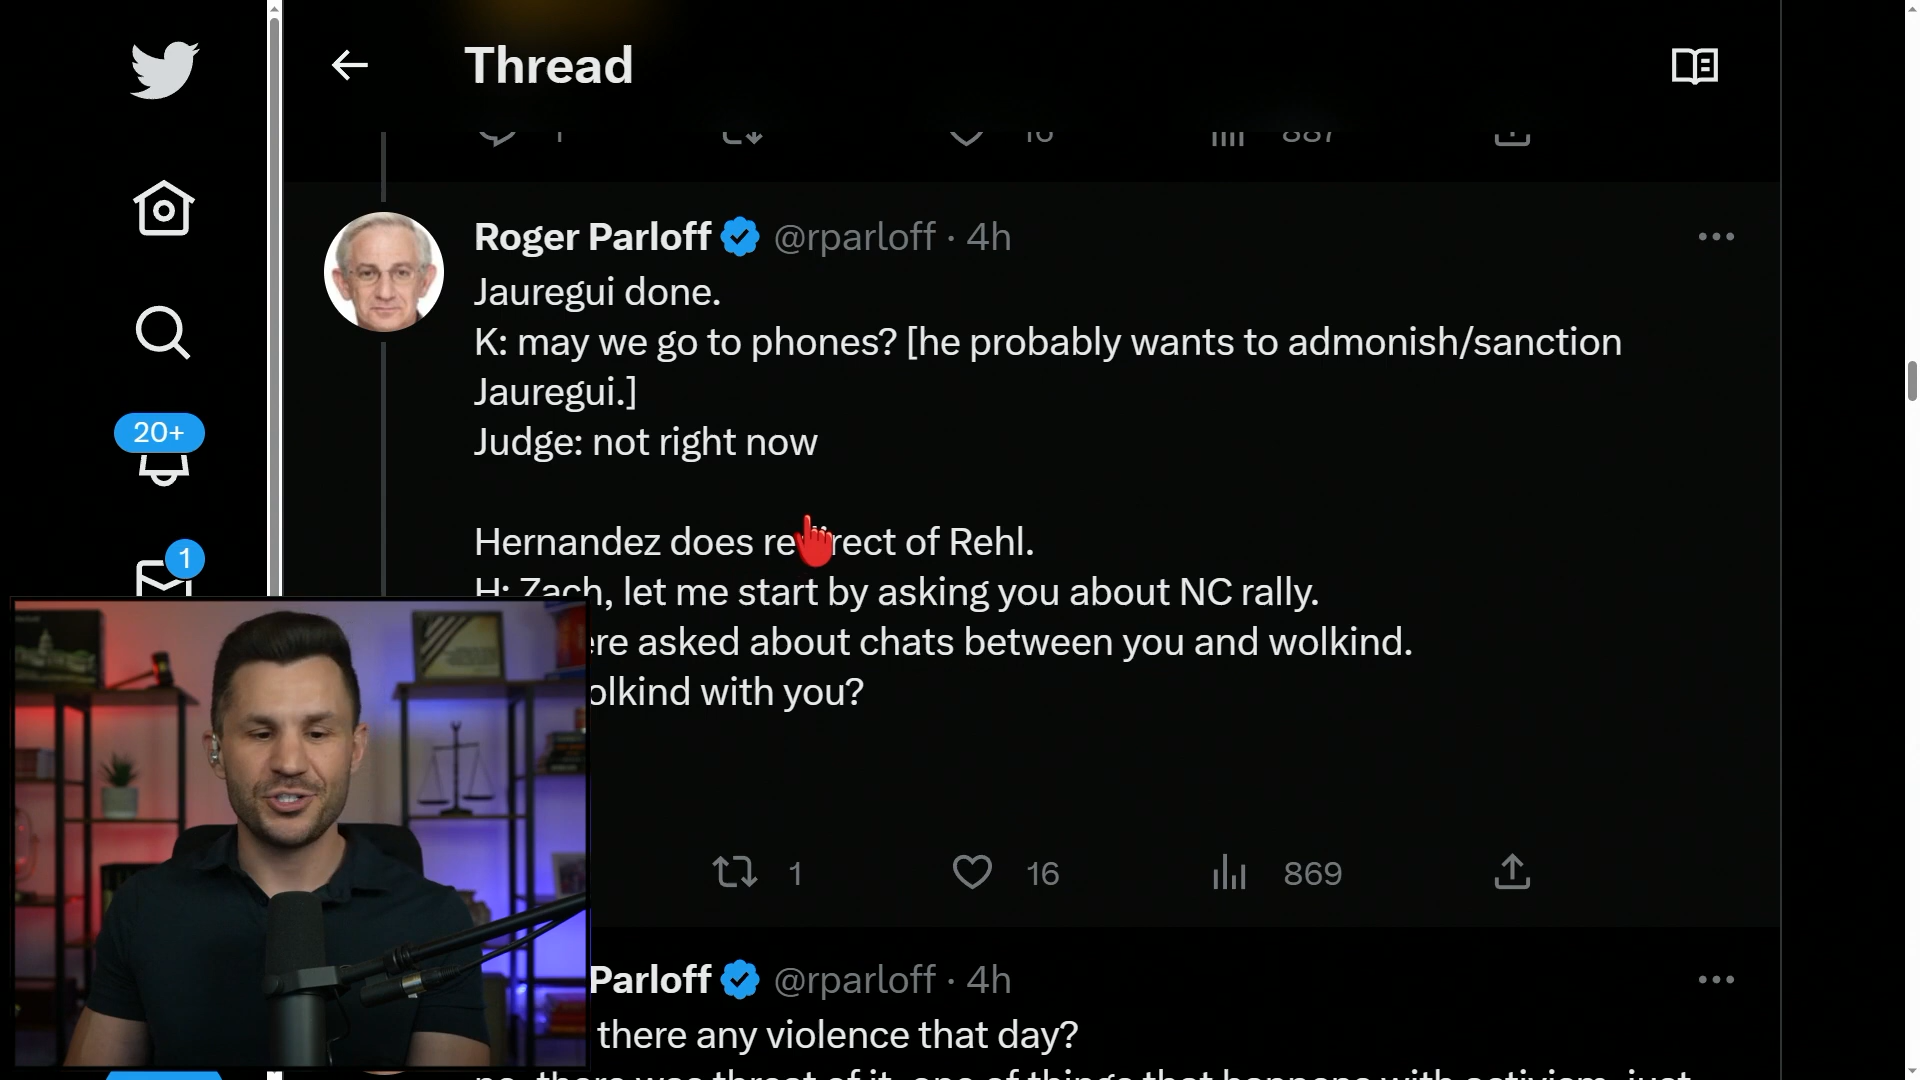 Thread
Roger Parloff @rparloff · 4h
Jauregui done.
K: may we go to phones? [he probably wants to admonish/sanction
Jauregui.]
Judge: not right now
20+
Hernandez does redirect of Rehl.
1
H: Zach, let me start by asking you about NC rally.
asked about chats between you and wolkind.
with you?
1 16 869
Parloff @rparloff · 4h
there any violence that day?